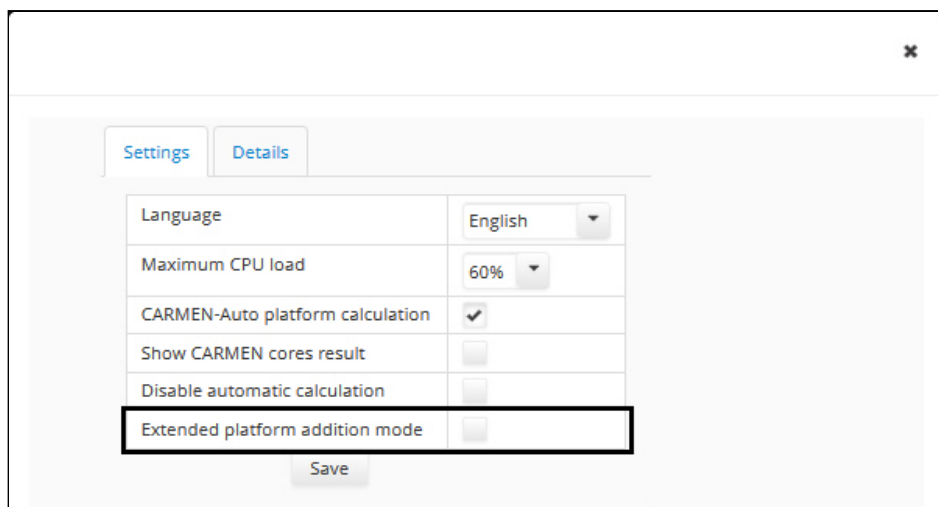 Settings Details
Language English
Maximum CPU load 60%
CARMEN-Auto platform calculation
Show CARMEN cores result
Disable automatic calculation
Extended platform addition mode
Save